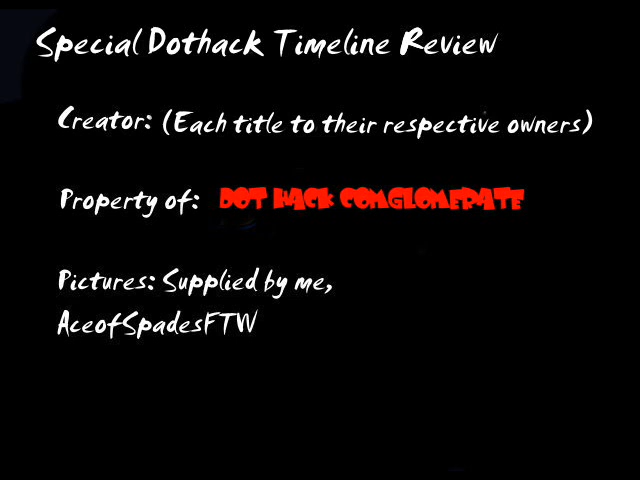 Special Dothack Timeline Review
Creator: (Each title to their respective owners)
Property of: DOT HACK COMGLOMERATE
Pictures: Supplied by me,
AceofSpadesFTW